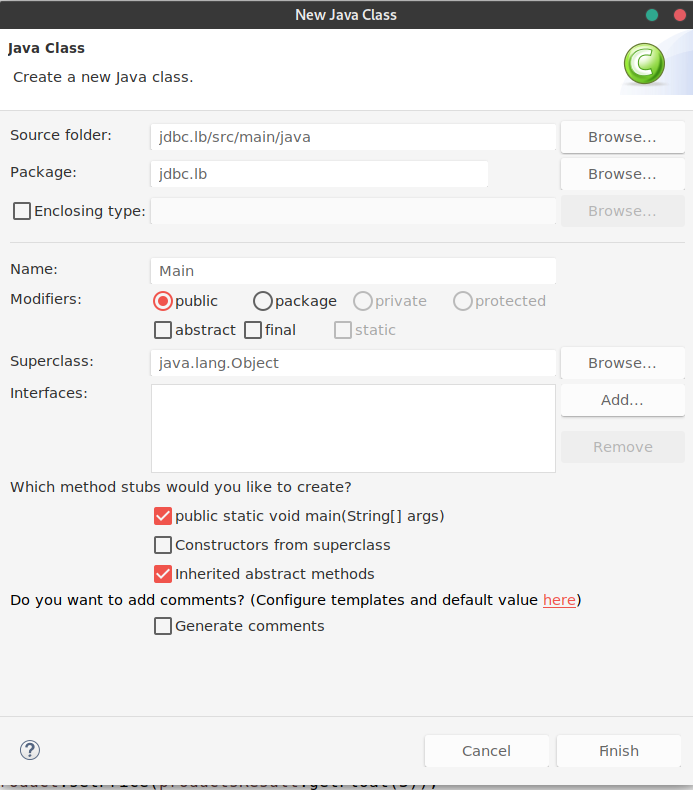 New Java Class
Java Class
Create a new Java class.
C
Source folder: jdbc.lb/src/main/java Browse...
Package: jdbc.lb Browse...
Enclosing type: Browse...
Name: Main
Modifiers: public package private protected
abstract final static
Superclass: java.lang.Object Browse...
Interfaces: Add...
Remove
Which method stubs would you like to create?
public static void main(String[] args)
Constructors from superclass
Inherited abstract methods
Do you want to add comments? (Configure templates and default value here)
Generate comments
? Cancel Finish